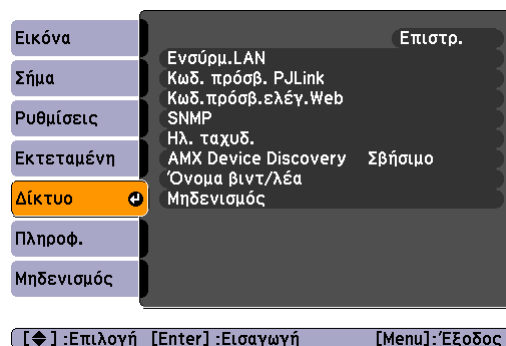 Εικόνα
Σήμα
Ρυθμίσεις
Εκτεταμένη
Δίκτυο
Πληροφ.
Μηδενισμός
Επιστρ.
Ενσύρμ.LAN
Κωδ. πρόσβ. PJLink
Κωδ.πρόσβ.ελέγ.Web
SNMP
Ηλ. ταχυδ.
AMX Device Discovery Σβήσιμο
Όνομα βιντ/λέα
Μηδενισμός
[◆] :Επιλογή [Enter] :Εισαγωγή [Menu]:Έξοδος